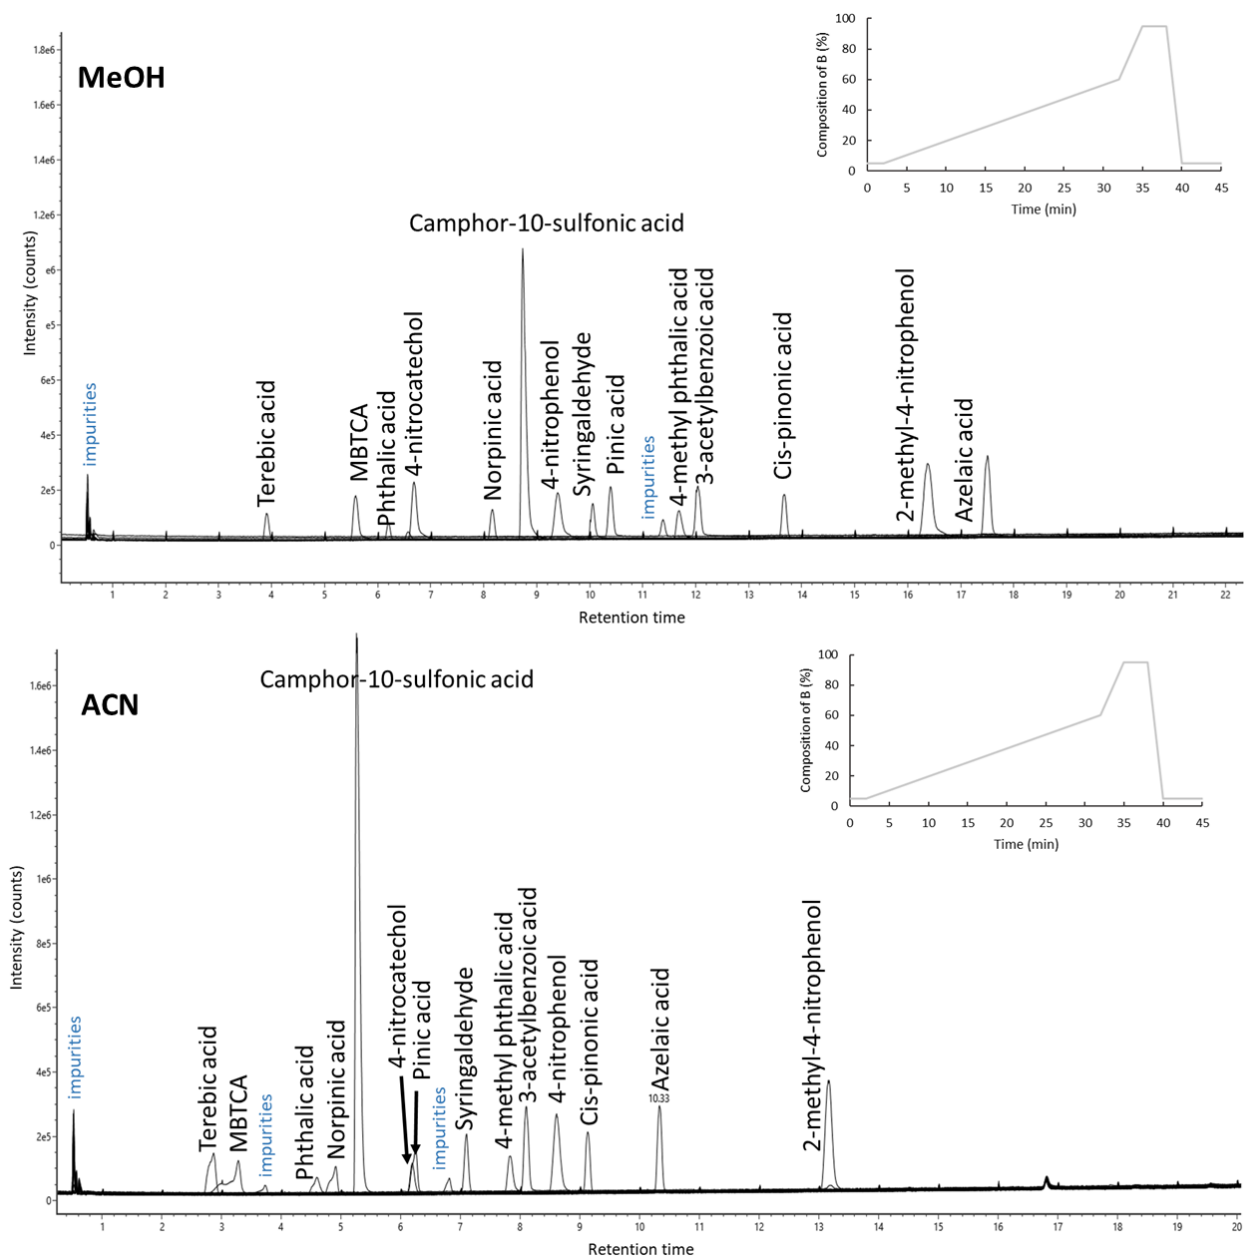 MeOH
1.8e6
1.6e6
1.4e6
1.2e6
e6
e5
6e5
4e5
2e5
0
Intensity (counts)
impurities
Terebic acid
MBTCA
Phthalic acid
4-nitrocatechol
Norpinic acid
Camphor-10-sulfonic acid
4-nitrophenol
Syringaldehyde
Pinic acid
impurities
4-methyl phthalic acid
3-acetylbenzoic acid
Cis-pinonic acid
2-methyl-4-nitrophenol
Azelaic acid
1 2 3 4 5 6 7 8 9 10 11 12 13 14 15 16 17 18 19 20 21 22
Retention time
Composition of B (%)
100
80
60
40
20
0
0 5 10 15 20 25 30 35 40 45
Time (min)
ACN
1.6e6
1.4e6
1.2e6
1e6
8e5
6e5
4e5
2e5
0
Intensity (counts)
impurities
Terebic acid
MBTCA
impurities
Phthalic acid
Norpinic acid
Camphor-10-sulfonic acid
4-nitrocatechol
Pinic acid
impurities
Syringaldehyde
4-methyl phthalic acid
3-acetylbenzoic acid
4-nitrophenol
Cis-pinonic acid
10.33
Azelaic acid
2-methyl-4-nitrophenol
1 2 3 4 5 6 7 8 9 10 11 12 13 14 15 16 17 18 19 20
Retention time
Composition of B (%)
100
80
60
40
20
0
0 5 10 15 20 25 30 35 40 45
Time (min)